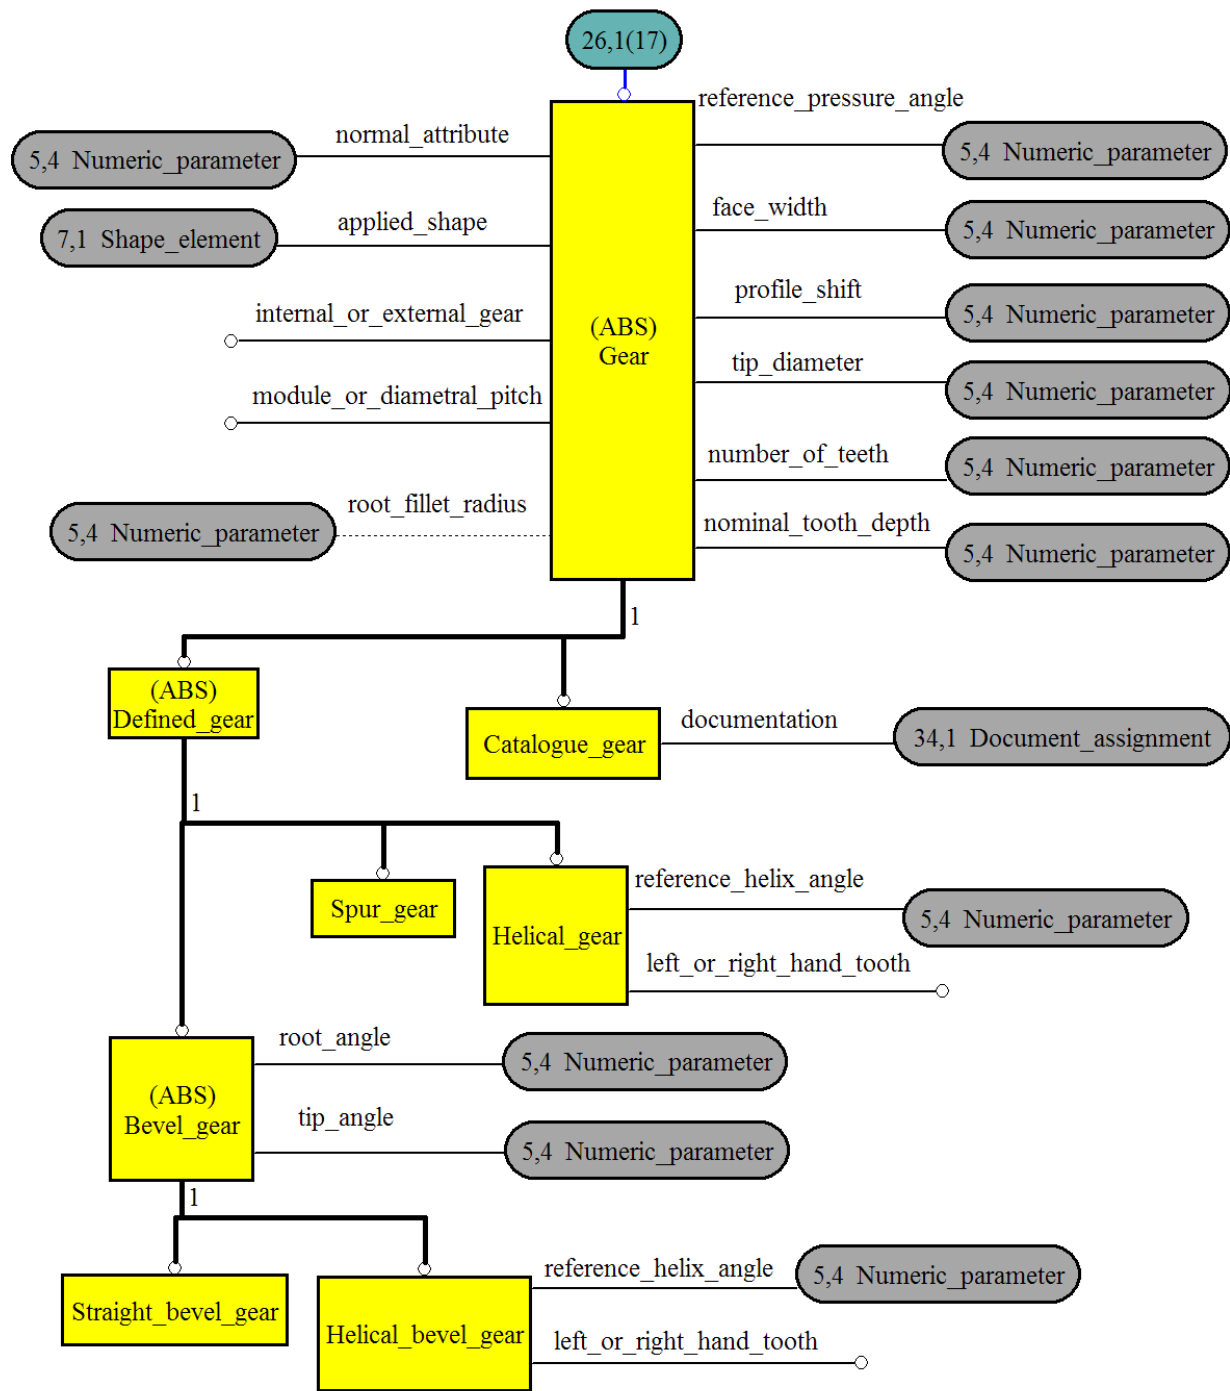 26,1(17)
reference_pressure_angle
normal_attribute
5,4 Numeric_parameter
5,4 Numeric_parameter
face_width
applied_shape
7,1 Shape_element
5,4 Numeric_parameter
profile_shift
internal_or_external_gear
5,4 Numeric_parameter
(ABS)
Gear
tip_diameter
module_or_diametral_pitch
5,4 Numeric_parameter
number_of_teeth
5,4 Numeric_parameter
root_fillet_radius
nominal_tooth_depth
5,4 Numeric_parameter
5,4 Numeric_parameter
1
(ABS)
Defined_gear
documentation
Catalogue_gear
34,1 Document_assignment
1
reference_helix_angle
Spur_gear
5,4 Numeric_parameter
Helical_gear
left_or_right_hand_tooth
root_angle
5,4 Numeric_parameter
(ABS)
Bevel_gear
tip_angle
5,4 Numeric_parameter
1
reference_helix_angle
5,4 Numeric_parameter
Straight_bevel_gear
Helical_bevel_gear
left_or_right_hand_tooth